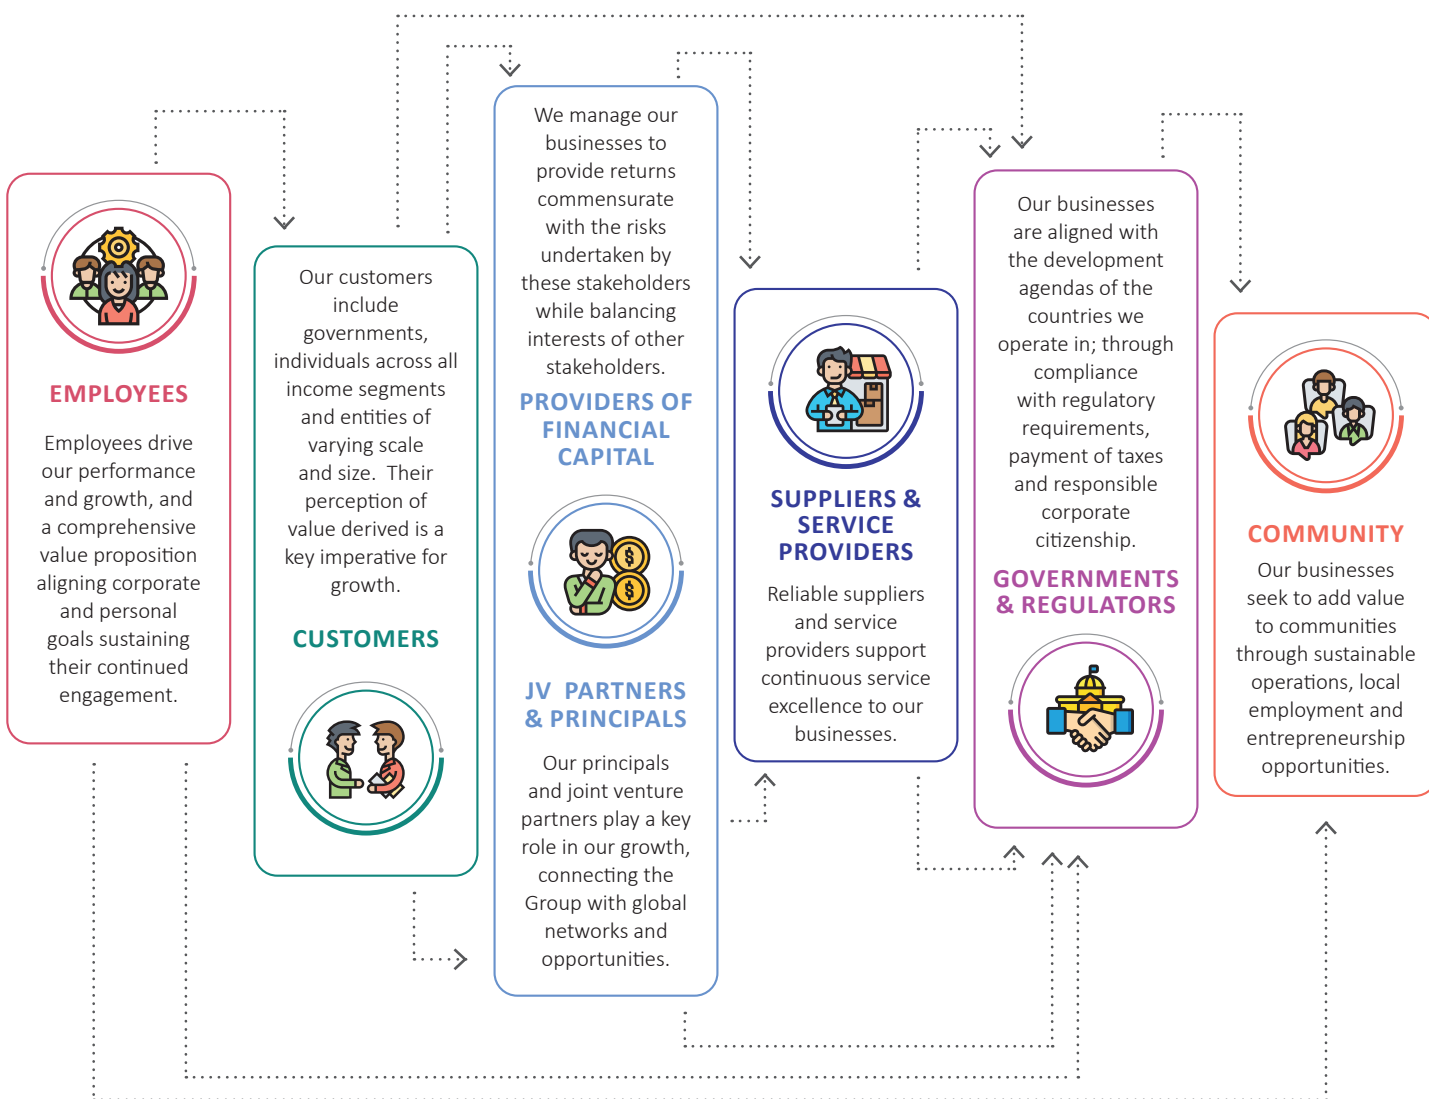 EMPLOYEES
Employees drive
our performance
and growth, and
a comprehensive
value proposition
aligning corporate
and personal
goals sustaining
their continued
engagement.
Our customers
include
governments,
individuals across all
income segments
and entities of
varying scale
and size.  Their
perception of
value derived is a
key imperative for
growth.
CUSTOMERS
We manage our
businesses to
provide returns
commensurate
with the risks
undertaken by
these stakeholders
while balancing
interests of other
stakeholders.
PROVIDERS OF
FINANCIAL
CAPITAL
$
$
JV  PARTNERS
& PRINCIPALS
Our principals
and joint venture
partners play a key
role in our growth,
connecting the
Group with global
networks and
opportunities.
SUPPLIERS &
SERVICE
PROVIDERS
Reliable suppliers
and service
providers support
continuous service
excellence to our
businesses.
Our businesses
are aligned with
the development
agendas of the
countries we
operate in; through
compliance
with regulatory
requirements,
payment of taxes
and responsible
corporate
citizenship.
GOVERNMENTS
& REGULATORS
COMMUNITY
Our businesses
seek to add value
to communities
through sustainable
operations, local
employment and
entrepreneurship
opportunities.